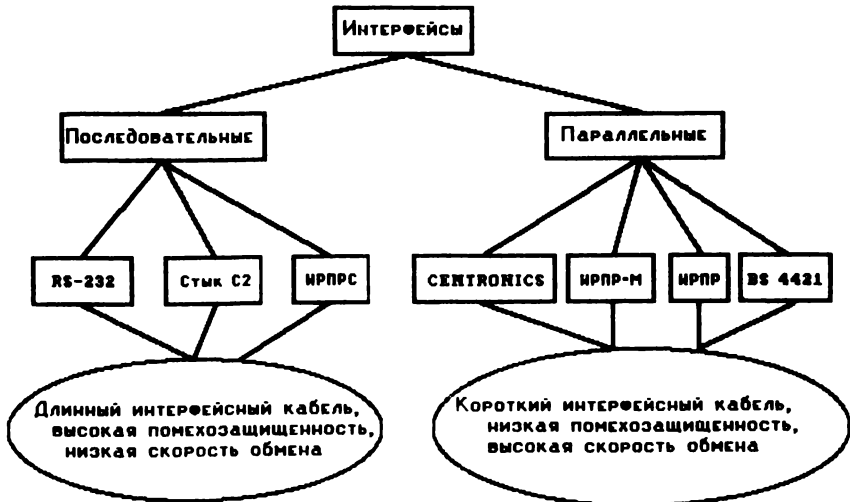 Интерфейсы
Последовательные
Параллельные
RS-232
Стык С2
ИРПРС
CENTRONICS
ИРПР-М
ИРПР
BS 4421
Длинный интерфейсный кабель,
высокая помехозащищенность,
низкая скорость обмена
Короткий интерфейсный кабель,
низкая помехозащищенность,
высокая скорость обмена